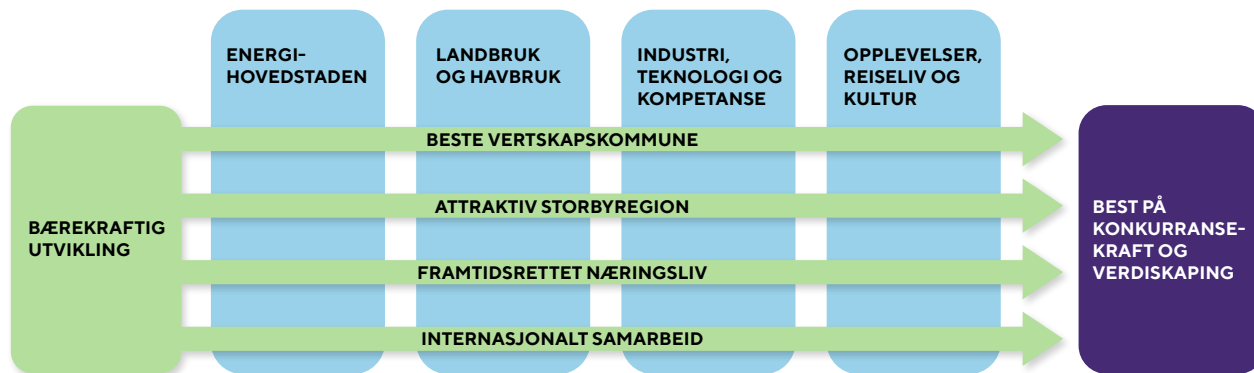 ENERGI-
HOVEDSTADEN
LANDBRUK
OG HAVBRUK
INDUSTRI,
TEKNOLOGI OG
KOMPETANSE
OPPLEVELSER,
REISELIV OG
KULTUR
BÆREKRAFTIG
UTVIKLING
BESTE VERTSKAPSKOMMUNE
ATTRAKTIV STORBYREGION
FRAMTIDSRETTET NÆRINGSLIV
INTERNASJONALT SAMARBEID
BEST PÅ
KONKURRANSE-
KRAFT OG
VERDISKAPING